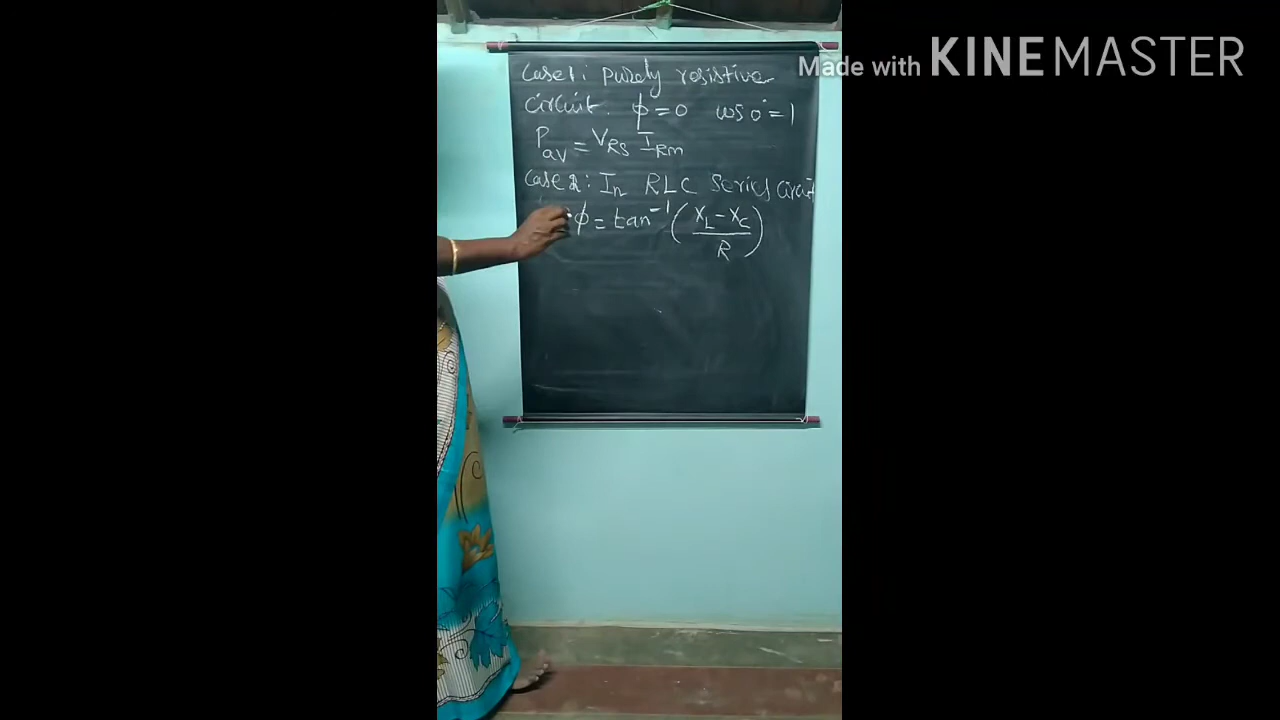 Made with KINEMASTER
Case 1: purely resistive
circuit. ϕ = 0 cos 0° = 1
P_av = V_RS I_RM
Case 2: In RLC series circuit
ϕ = tan⁻¹ ( (X_L - X_C) / R )